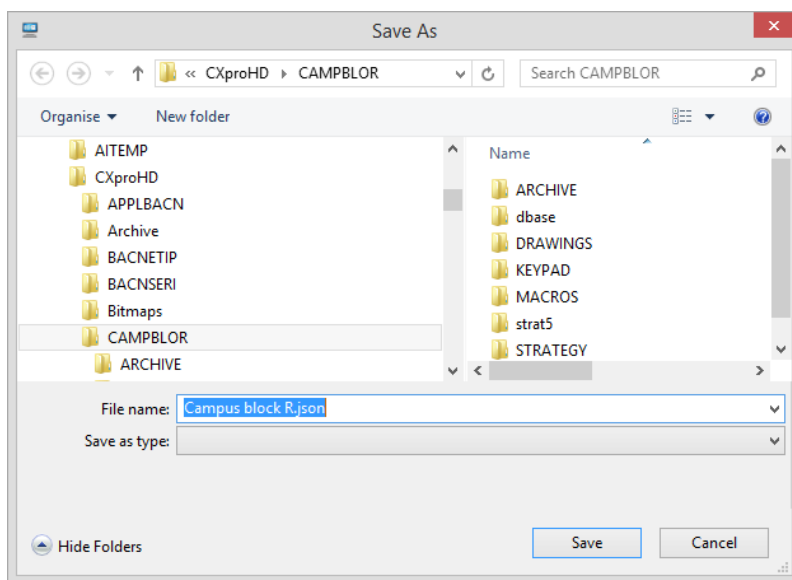 Save As
« CXproHD CAMPBLOR
Search CAMPBLOR
Organise New folder
AITEMP
CXproHD
APPLBACN
Archive
BACNETIP
BACNSERI
Bitmaps
CAMPBLOR
ARCHIVE
Name
ARCHIVE
dbase
DRAWINGS
KEYPAD
MACROS
strat5
STRATEGY
File name: Campus block R.json
Save as type:
Hide Folders
Save Cancel